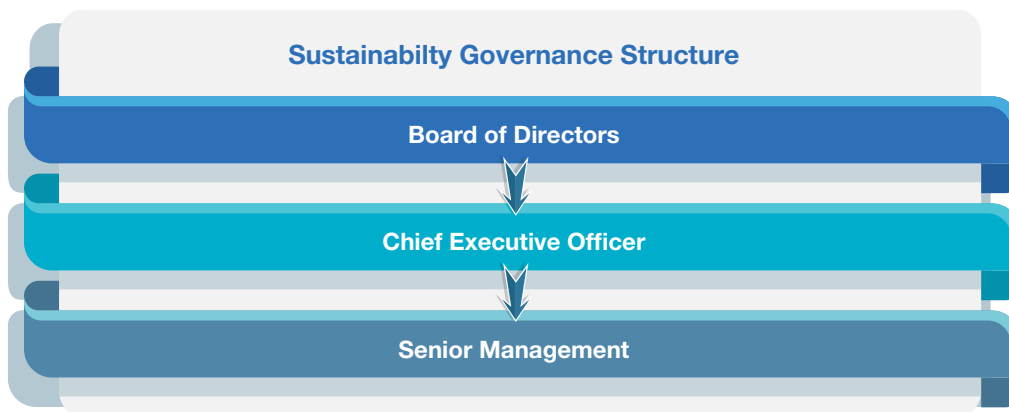 Sustainabilty Governance Structure
Board of Directors
Chief Executive Officer
Senior Management